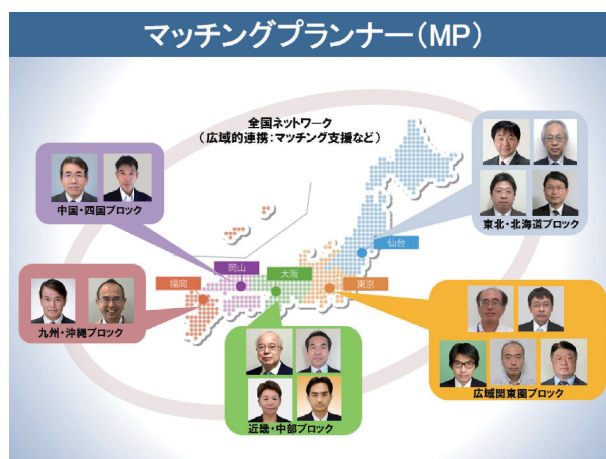 マッチングプランナー(MP)
全国ネットワーク
(広域的連携:マッチング支援など)
中国・四国ブロック
東北・北海道ブロック
仙台
岡山
大阪
福岡
東京
九州・沖縄ブロック
近畿・中部ブロック
広域関東圏ブロック